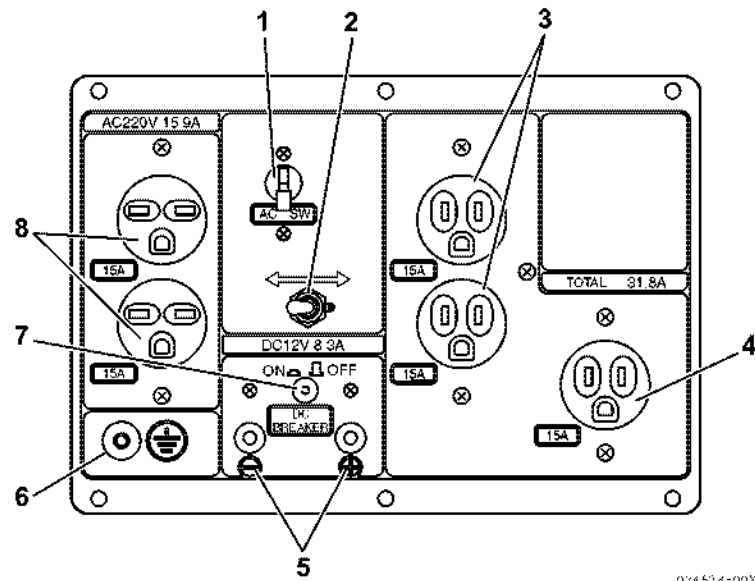 1
2
3
AC220V 15.9A
AC SW
8
15A
15A
TOTAL 31.8A
15A
7
DC12V 8.3A
4
15A
ON OFF
15A
DC
BREAKER
6
5